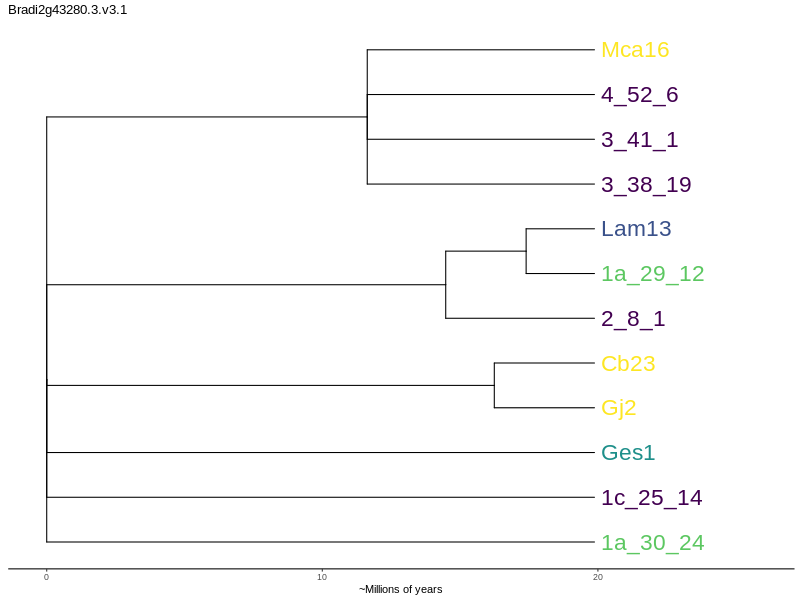 Bradi2g43280.3.v3.1
Mca16
4_52_6
3_41_1
3_38_19
Lam13
1a_29_12
2_8_1
Cb23
Gj2
Ges1
1c_25_14
1a_30_24
0 10 20
~Millions of years